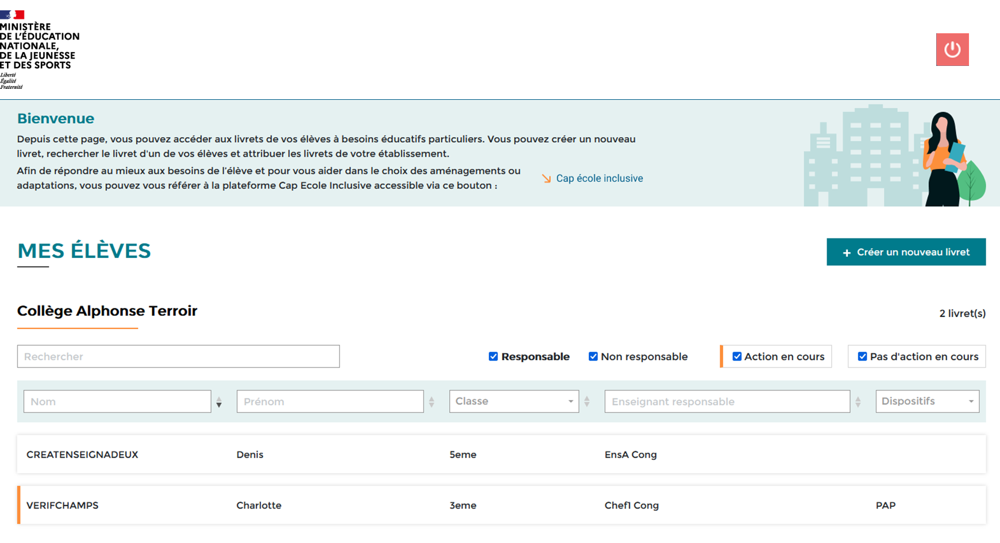 MINISTÈRE
DE L'ÉDUCATION
NATIONALE,
DE LA JEUNESSE
ET DES SPORTS
Liberté
Égalité
Fraternité
Bienvenue
Depuis cette page, vous pouvez accéder aux livrets de vos élèves à besoins éducatifs particuliers. Vous pouvez créer un nouveau
livret, rechercher le livret d'un de vos élèves et attribuer les livrets de votre établissement.
Afin de répondre au mieux aux besoins de l'élève et pour vous aider dans le choix des aménagements ou
adaptations, vous pouvez vous référer à la plateforme Cap Ecole Inclusive accessible via ce bouton :
Cap école inclusive
MES ÉLÈVES
+ Créer un nouveau livret
Collège Alphonse Terroir
2 livret(s)
Rechercher Responsable Non responsable Action en cours Pas d'action en cours
Nom Prénom Classe Enseignant responsable Dispositifs
CREATENSEIGNADEUX Denis 5eme EnsA Cong
VERIFCHAMPS Charlotte 3eme Chef1 Cong PAP